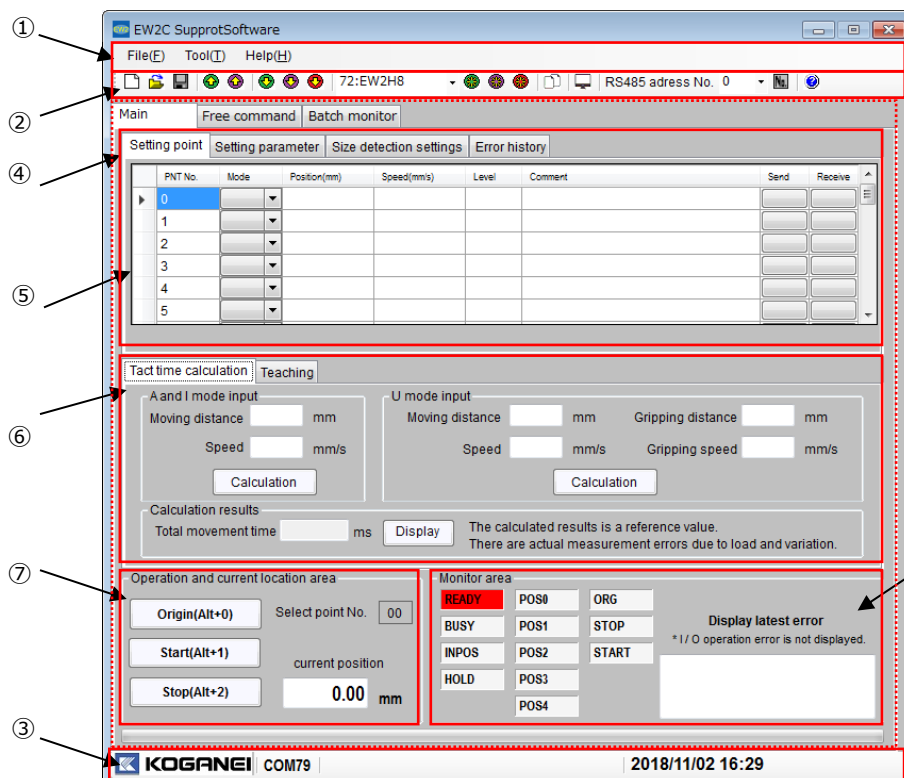 ①
EW2C SupprotSoftware
File(F) Tool(T) Help(H)
②
72:EW2H8 RS485 adress No. 0 No.
Main Free command Batch monitor
④
Setting point Setting parameter Size detection settings Error history
PNT No. Mode Position(mm) Speed(mm/s) Level Comment Send Receive
0
1
2
3
4
5
⑤
⑥
Tact time calculation Teaching
A and I mode input U mode input
Moving distance mm Moving distance mm Gripping distance mm
Speed mm/s Speed mm/s Gripping speed mm/s
Calculation Calculation
Calculation results
Total movement time ms Display The calculated results is a reference value.
There are actual measurement errors due to load and variation.
⑦
Operation and current location area
Origin(Alt+0) Select point No. 00
Start(Alt+1) current position
Stop(Alt+2) 0.00 mm
Monitor area
READY POS0 ORG
BUSY POS1 STOP
INPOS POS2 START
HOLD POS3
POS4
Display latest error
* I / O operation error is not displayed.
③
KOGANEI COM79 2018/11/02 16:29